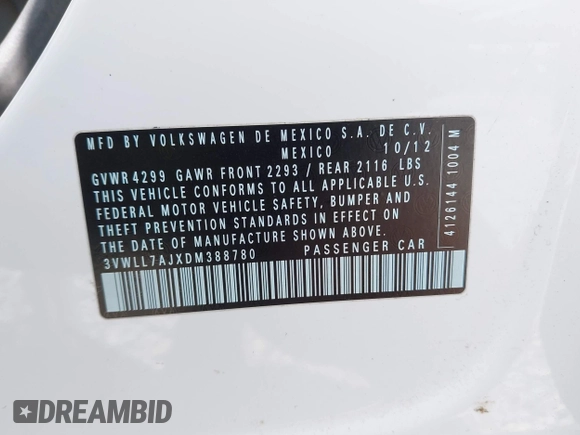 MFD BY VOLKSWAGEN DE MEXICO S.A. DE C.V.
MEXICO 10/12
GVWR 4299 GAWR FRONT 2293 / REAR 2116 LBS
THIS VEHICLE CONFORMS TO ALL APPLICABLE U.S.
FEDERAL MOTOR VEHICLE SAFETY, BUMPER AND
THEFT PREVENTION STANDARDS IN EFFECT ON
THE DATE OF MANUFACTURE SHOWN ABOVE.
3VWLL7AJXDM388780 PASSENGER CAR
4126144 1004 M
DREAMBID